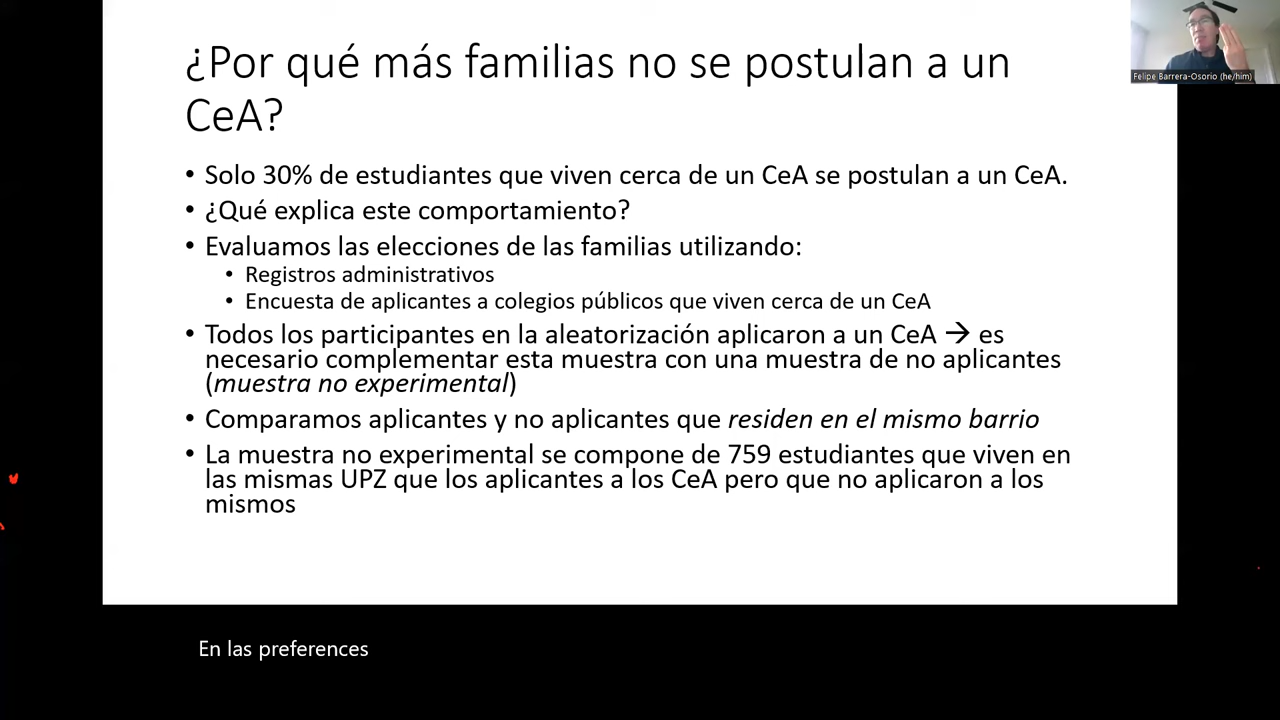 ¿Por qué más familias no se postulan a un
CeA?
Felipe Barrera-Osorio (he/him)
• Solo 30% de estudiantes que viven cerca de un CeA se postulan a un CeA.
• ¿Qué explica este comportamiento?
• Evaluamos las elecciones de las familias utilizando:
• Registros administrativos
• Encuesta de aplicantes a colegios públicos que viven cerca de un CeA
• Todos los participantes en la aleatorización aplicaron a un CeA → es
necesario complementar esta muestra con una muestra de no aplicantes
(muestra no experimental)
• Comparamos aplicantes y no aplicantes que residen en el mismo barrio
• La muestra no experimental se compone de 759 estudiantes que viven en
las mismas UPZ que los aplicantes a los CeA pero que no aplicaron a los
mismos
En las preferences